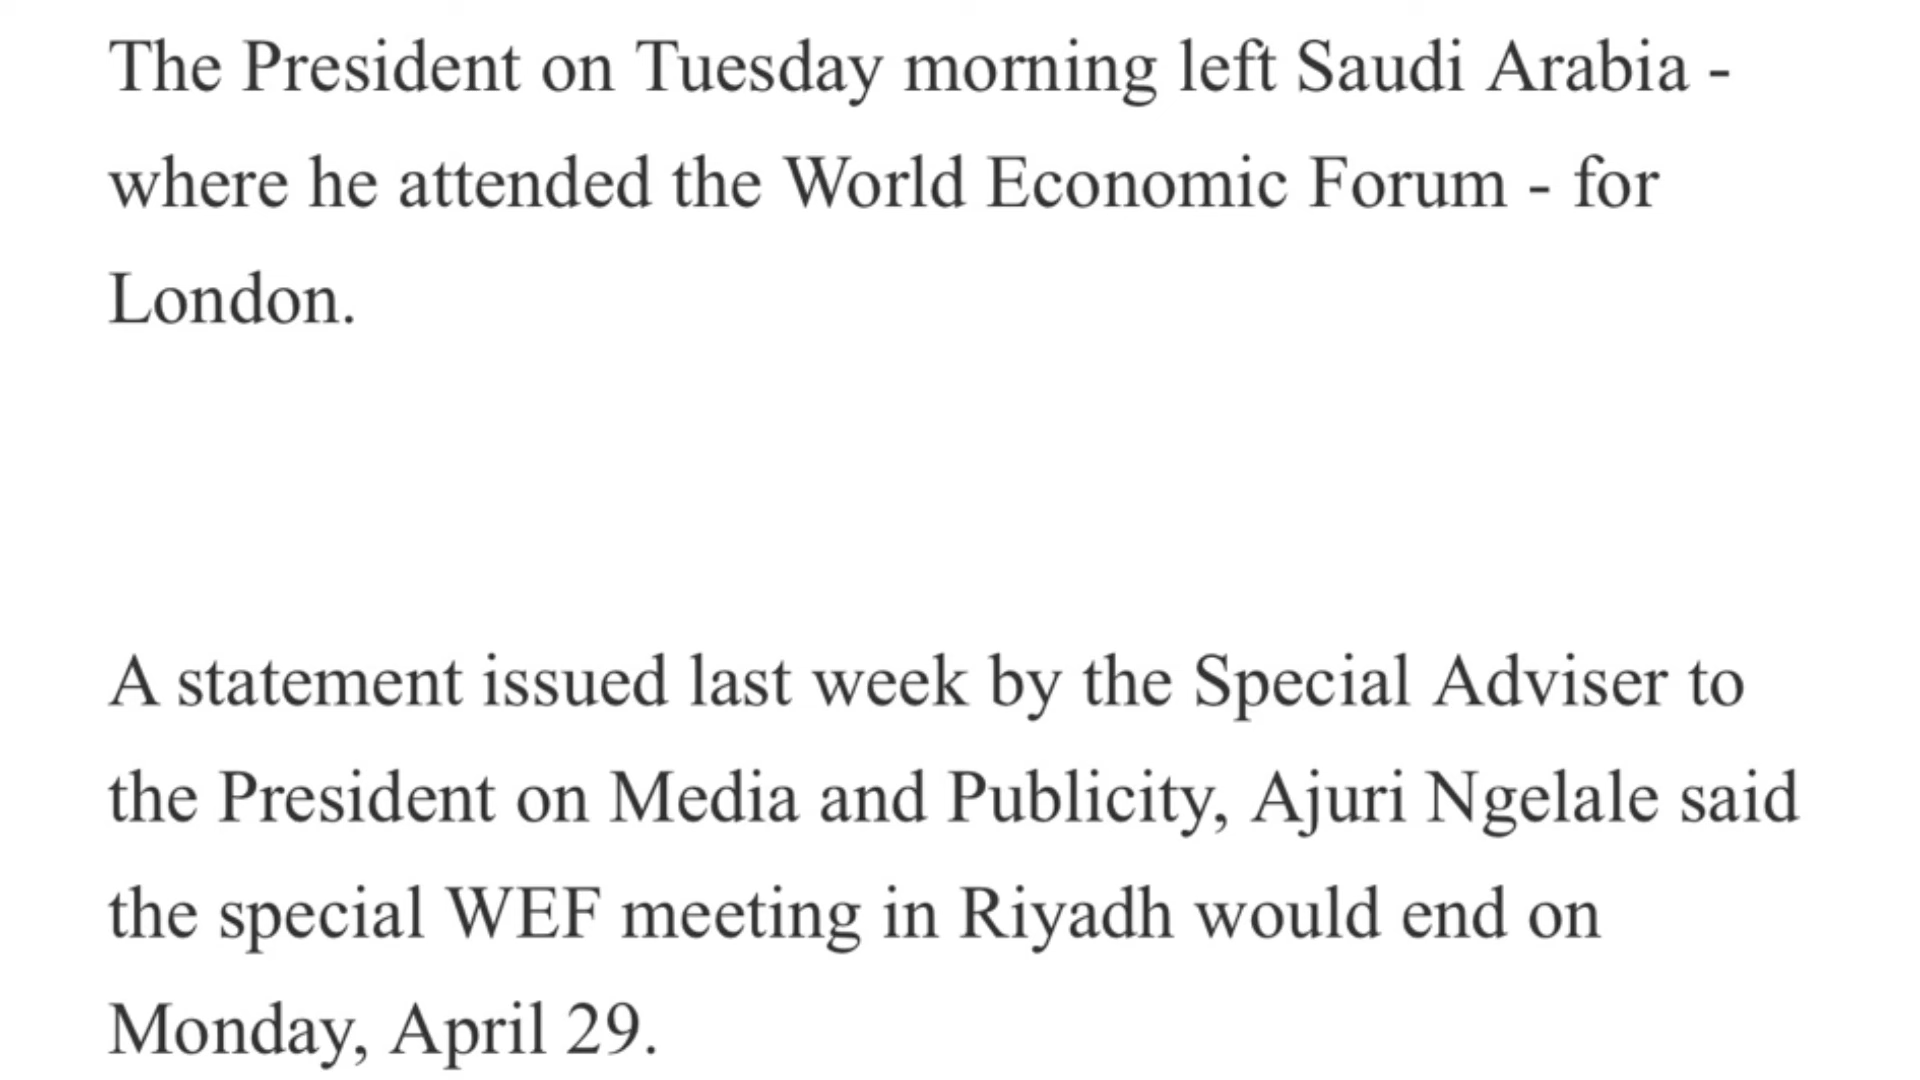 The President on Tuesday morning left Saudi Arabia -
where he attended the World Economic Forum - for
London.
A statement issued last week by the Special Adviser to
the President on Media and Publicity, Ajuri Ngelale said
the special WEF meeting in Riyadh would end on
Monday, April 29.